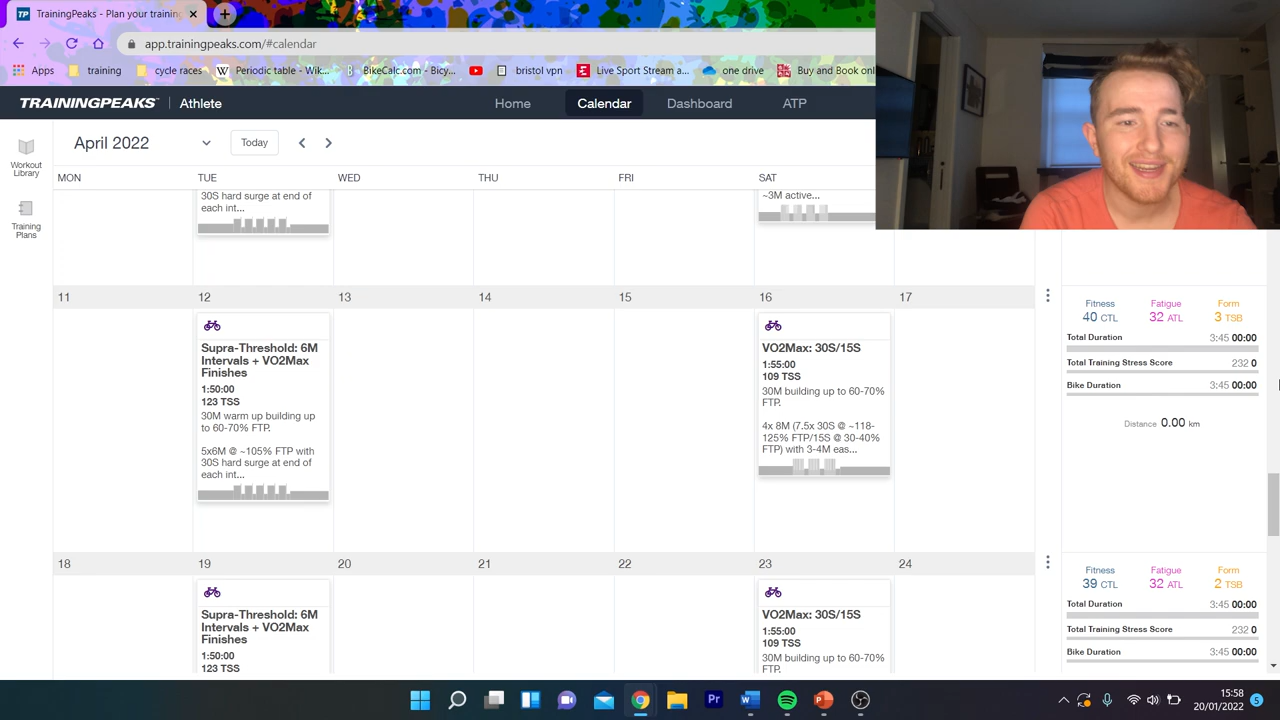 TrainingPeaks - Plan your training
app.trainingpeaks.com/#calendar
Apps
training
cycle races
Periodic table - Wik...
BikeCalc.com - Bicy...
bristol vpn
Live Sport Stream a...
one drive
Buy and Book onl
TRAININGPEAKS
Athlete
Home
Calendar
Dashboard
ATP
Workout
Library
Training
Plans
April 2022
Today
MON
TUE
WED
THU
FRI
SAT
30S hard surge at end of
each int...
~3M active...
11
12
13
14
15
16
17
Supra-Threshold: 6M
Intervals + VO2Max
Finishes
1:50:00
123 TSS
30M warm up building up
to 60-70% FTP.
5x6M @ ~105% FTP with
30S hard surge at end of
each int...
VO2Max: 30S/15S
1:55:00
109 TSS
30M building up to 60-70%
FTP.
4x 8M (7.5x 30S @ ~118-
125% FTP/15S @ 30-40%
FTP) with 3-4M eas...
Fitness
40 CTL
Fatigue
32 ATL
Form
3 TSB
Total Duration
3:45 00:00
Total Training Stress Score
232 0
Bike Duration
3:45 00:00
Distance 0.00 km
18
19
20
21
22
23
24
Supra-Threshold: 6M
Intervals + VO2Max
Finishes
1:50:00
123 TSS
VO2Max: 30S/15S
1:55:00
109 TSS
30M building up to 60-70%
FTP.
Fitness
39 CTL
Fatigue
32 ATL
Form
2 TSB
Total Duration
3:45 00:00
Total Training Stress Score
232 0
Bike Duration
3:45 00:00
15:58
20/01/2022
5